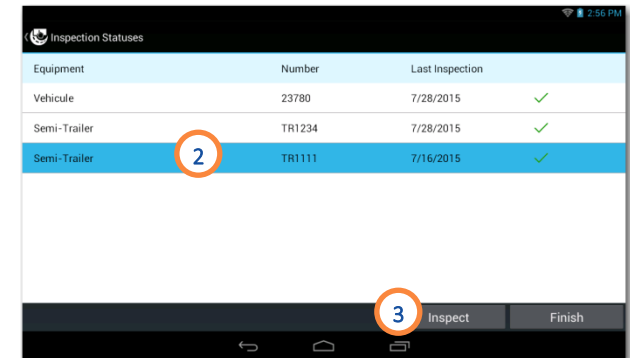 2:56 PM
Inspection Statuses
Equipment Number Last Inspection
Vehicule 23780 7/28/2015
Semi-Trailer TR1234 7/28/2015
Semi-Trailer 2 TR1111 7/16/2015
3 Inspect Finish